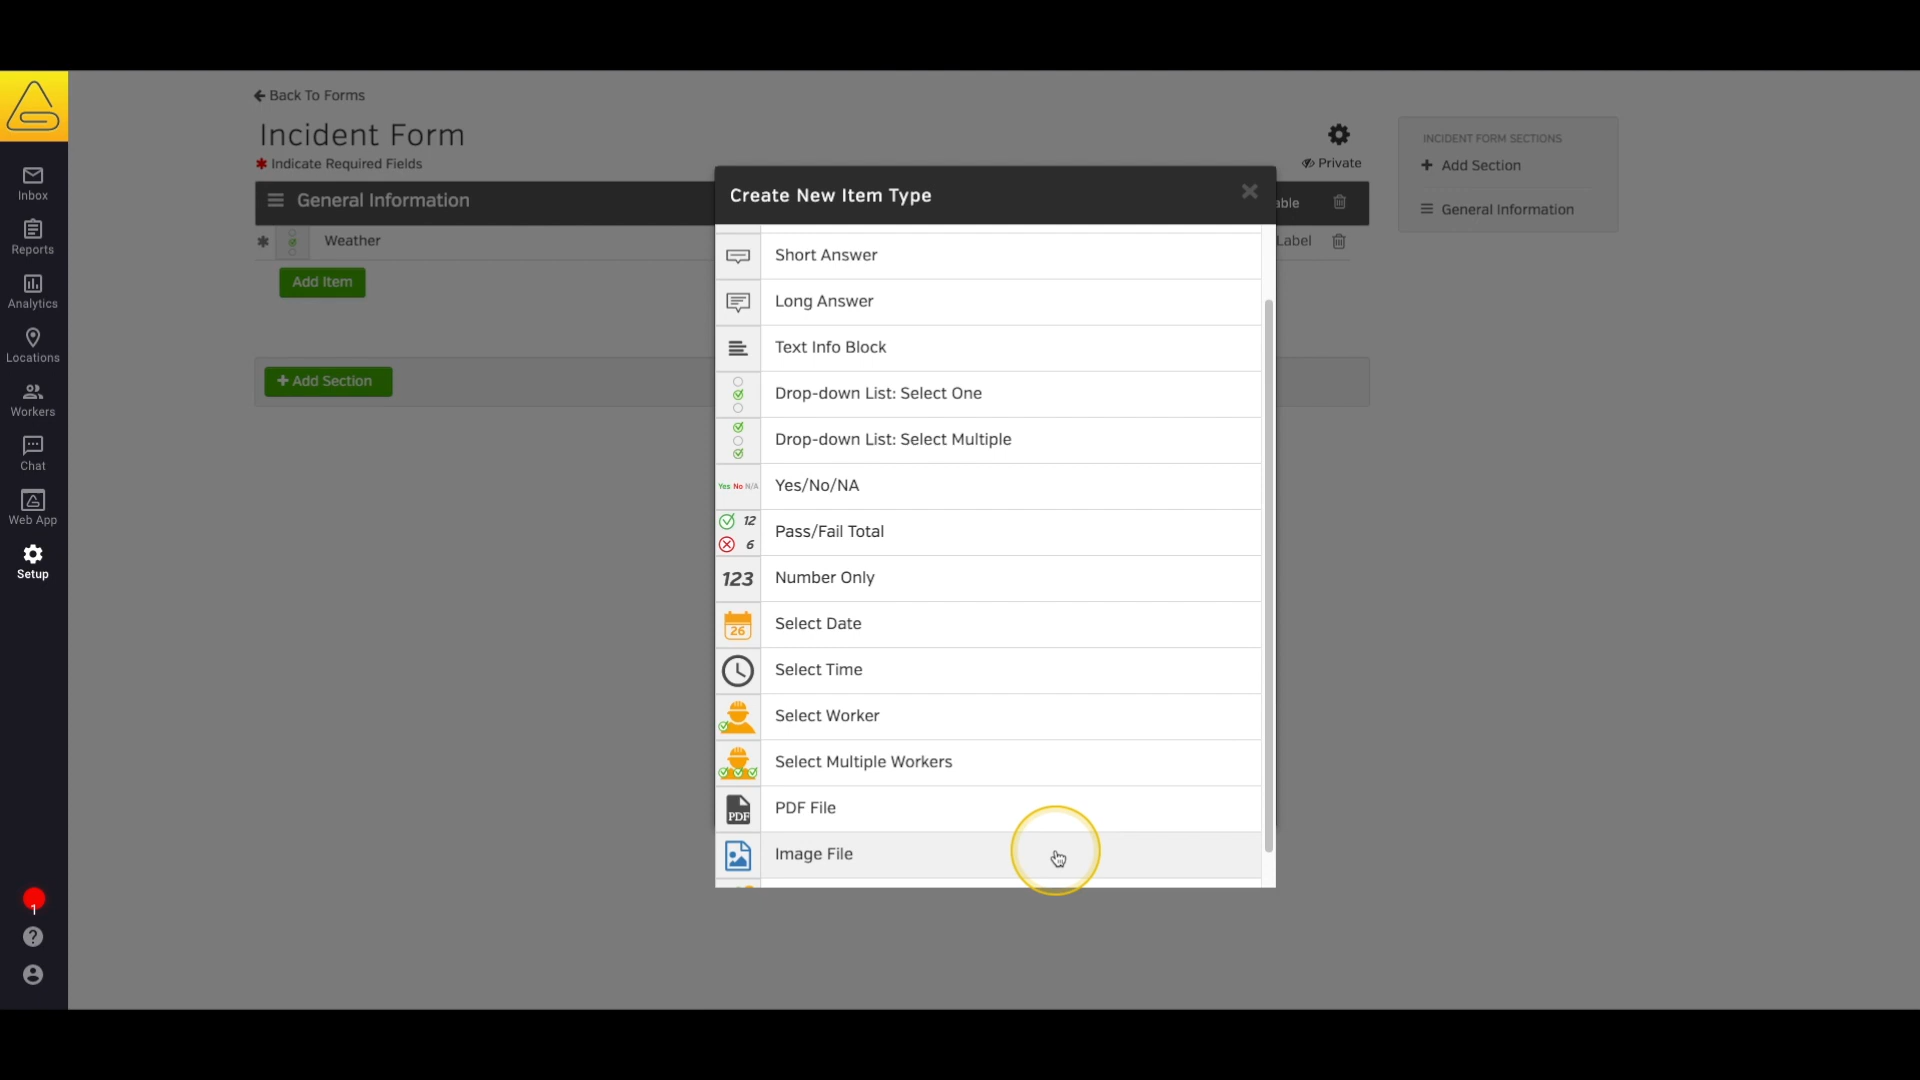 Back To Forms
Incident Form
✱ Indicate Required Fields
Private
General Information
able
Weather
Label
Add Item
+ Add Section
INCIDENT FORM SECTIONS
+ Add Section
General Information
Inbox
Reports
Analytics
Locations
Workers
Chat
Web App
Setup
1
Create New Item Type
Short Answer
Long Answer
Text Info Block
Drop-down List: Select One
Drop-down List: Select Multiple
Yes No N/A Yes/No/NA
12
6
Pass/Fail Total
123 Number Only
26 Select Date
Select Time
Select Worker
Select Multiple Workers
PDF PDF File
Image File